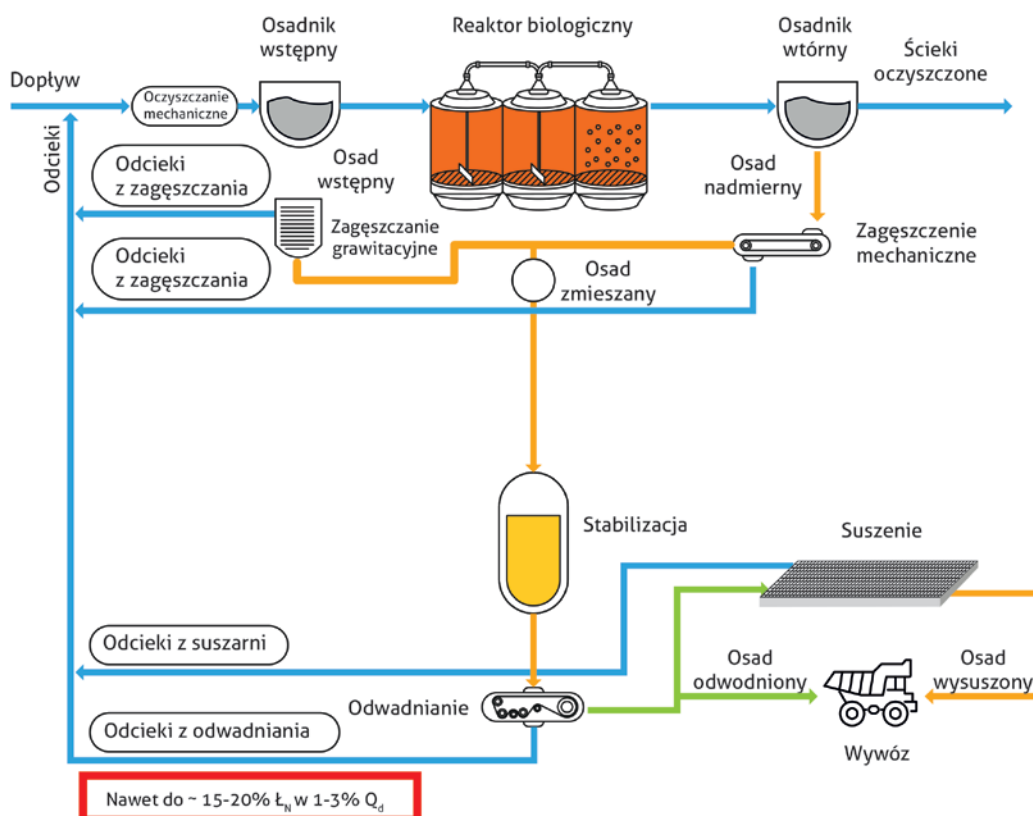 Osadnik
wstępny
Reaktor biologiczny
Osadnik
wtórny
Ścieki
oczyszczone
Dopływ
Oczyszczanie
mechaniczne
Odcieki
Odcieki
z zagęszczania
Osad
wstępny
Osad
nadmierny
Zagęszczanie
grawitacyjne
Zagęszczenie
mechaniczne
Odcieki
z zagęszczania
Osad
zmieszany
Stabilizacja
Suszenie
Odcieki z suszarni
Osad
odwodniony
Osad
wysuszony
Odwadnianie
Odcieki z odwadniania
Wywóz
Nawet do ~ 15-20% Ł_N w 1-3% Q_d